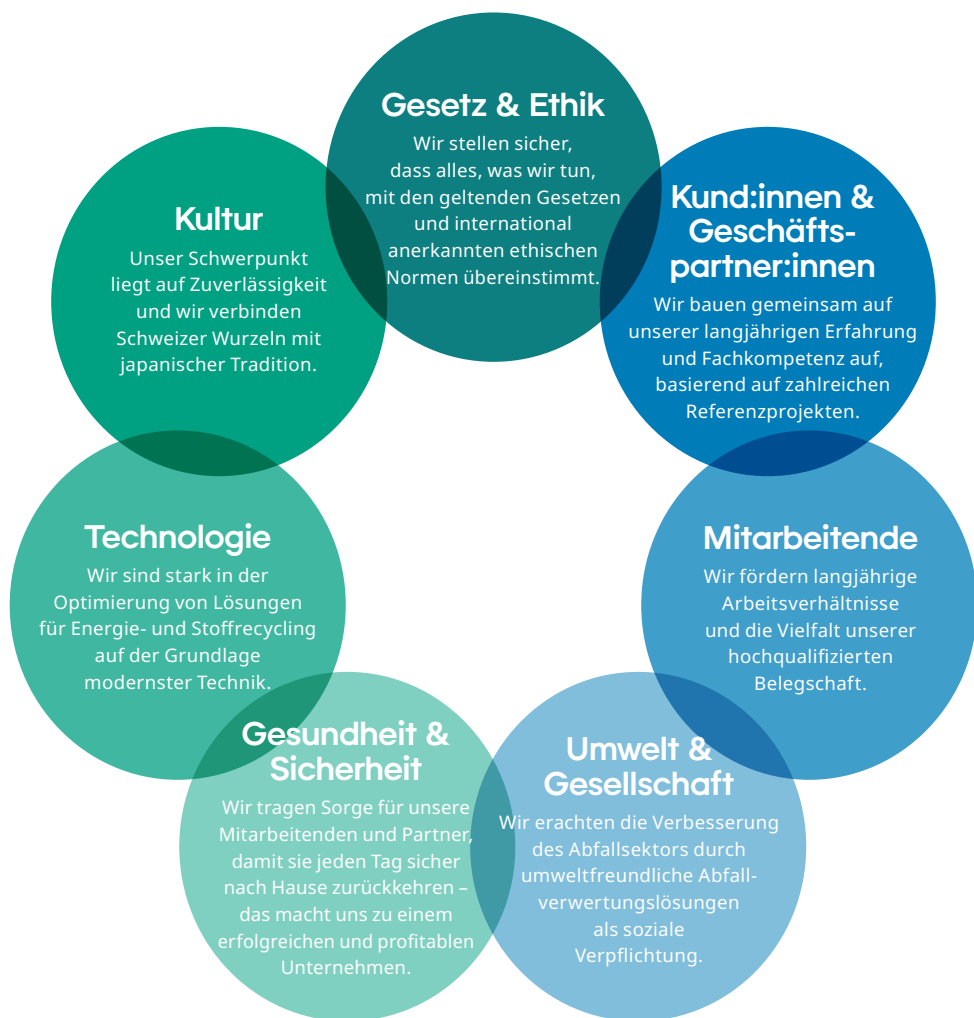 Gesetz & Ethik
Wir stellen sicher,
dass alles, was wir tun,
mit den geltenden Gesetzen
und international
anerkannten ethischen
Normen übereinstimmt.
Kund:innen &
Geschäfts-
partner:innen
Wir bauen gemeinsam auf
unserer langjährigen Erfahrung
und Fachkompetenz auf,
basierend auf zahlreichen
Referenzprojekten.
Mitarbeitende
Wir fördern langjährige
Arbeitsverhältnisse
und die Vielfalt unserer
hochqualifizierten
Belegschaft.
Umwelt &
Gesellschaft
Wir erachten die Verbesserung
des Abfallsektors durch
umweltfreundliche Abfall-
verwertungslösungen
als soziale
Verpflichtung.
Gesundheit &
Sicherheit
Wir tragen Sorge für unsere
Mitarbeitenden und Partner,
damit sie jeden Tag sicher
nach Hause zurückkehren –
das macht uns zu einem
erfolgreichen und profitablen
Unternehmen.
Technologie
Wir sind stark in der
Optimierung von Lösungen
für Energie- und Stoffrecycling
auf der Grundlage
modernster Technik.
Kultur
Unser Schwerpunkt
liegt auf Zuverlässigkeit
und wir verbinden
Schweizer Wurzeln mit
japanischer Tradition.